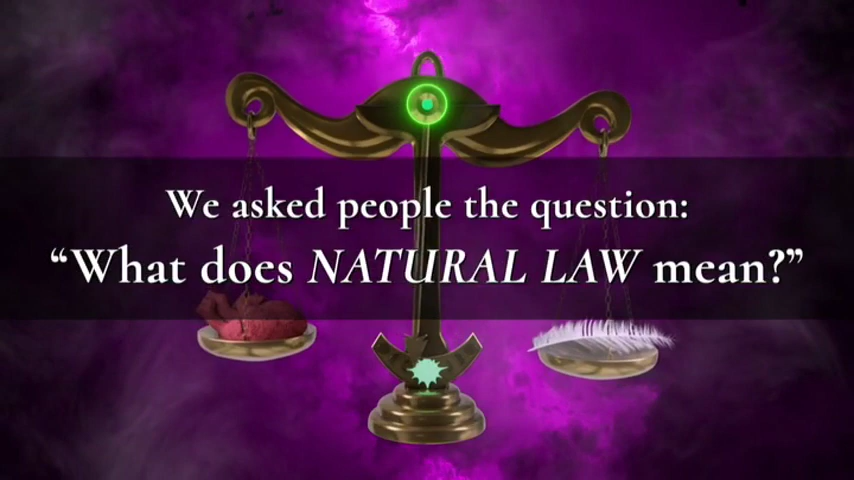 We asked people the question:
“What does NATURAL LAW mean?”